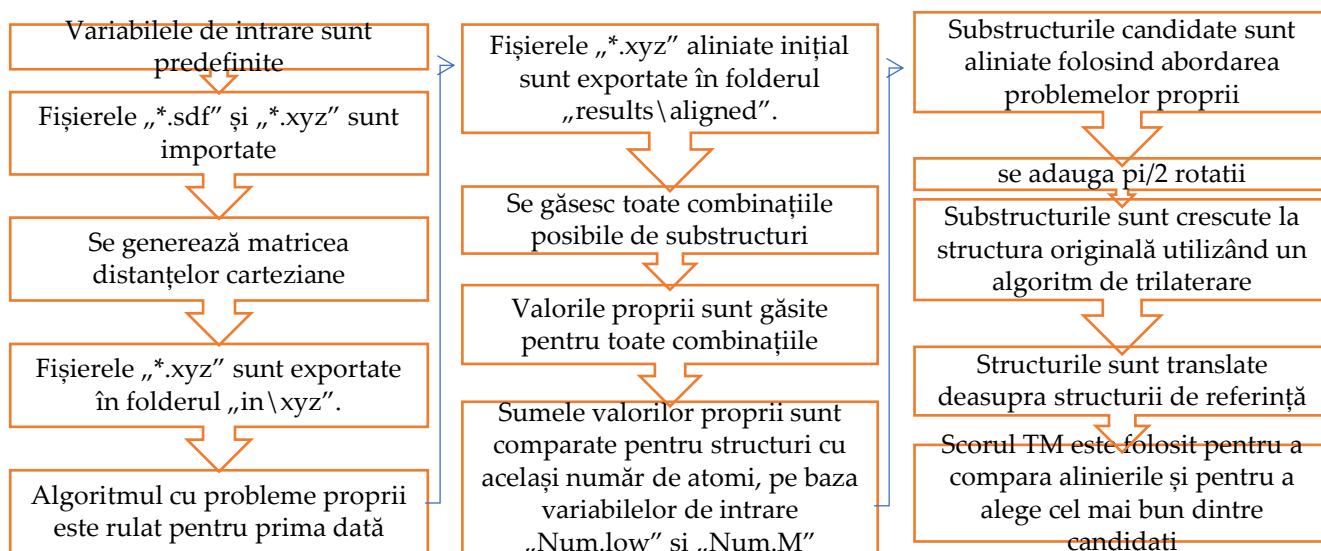 Variabilele de intrare sunt
predefinite
Fișierele „*.sdf” și „*.xyz” sunt
importate
Se generează matricea
distanțelor carteziane
Fișierele „*.xyz” sunt exportate
în folderul „in\xyz”.
Algoritmul cu probleme proprii
este rulat pentru prima dată
Fișierele „*.xyz” aliniate inițial
sunt exportate în folderul
„results\aligned”.
Se găsesc toate combinațiile
posibile de substructuri
Valorile proprii sunt găsite
pentru toate combinațiile
Sumele valorilor proprii sunt
comparate pentru structuri cu
același număr de atomi, pe baza
variabilelor de intrare
„Num.low” si „Num.M”
Substructurile candidate sunt
aliniate folosind abordarea
problemelor proprii
se adauga pi/2 rotatii
Substructurile sunt crescute la
structura originală utilizând un
algoritm de trilaterare
Structurile sunt translate
deasupra structurii de referință
Scorul TM este folosit pentru a
compara alinierile și pentru a
alege cel mai bun dintre
candidati